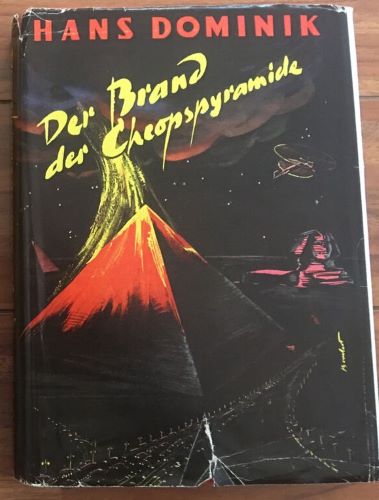 HANS DOMINIK
Der Brand
der Cheopspyramide